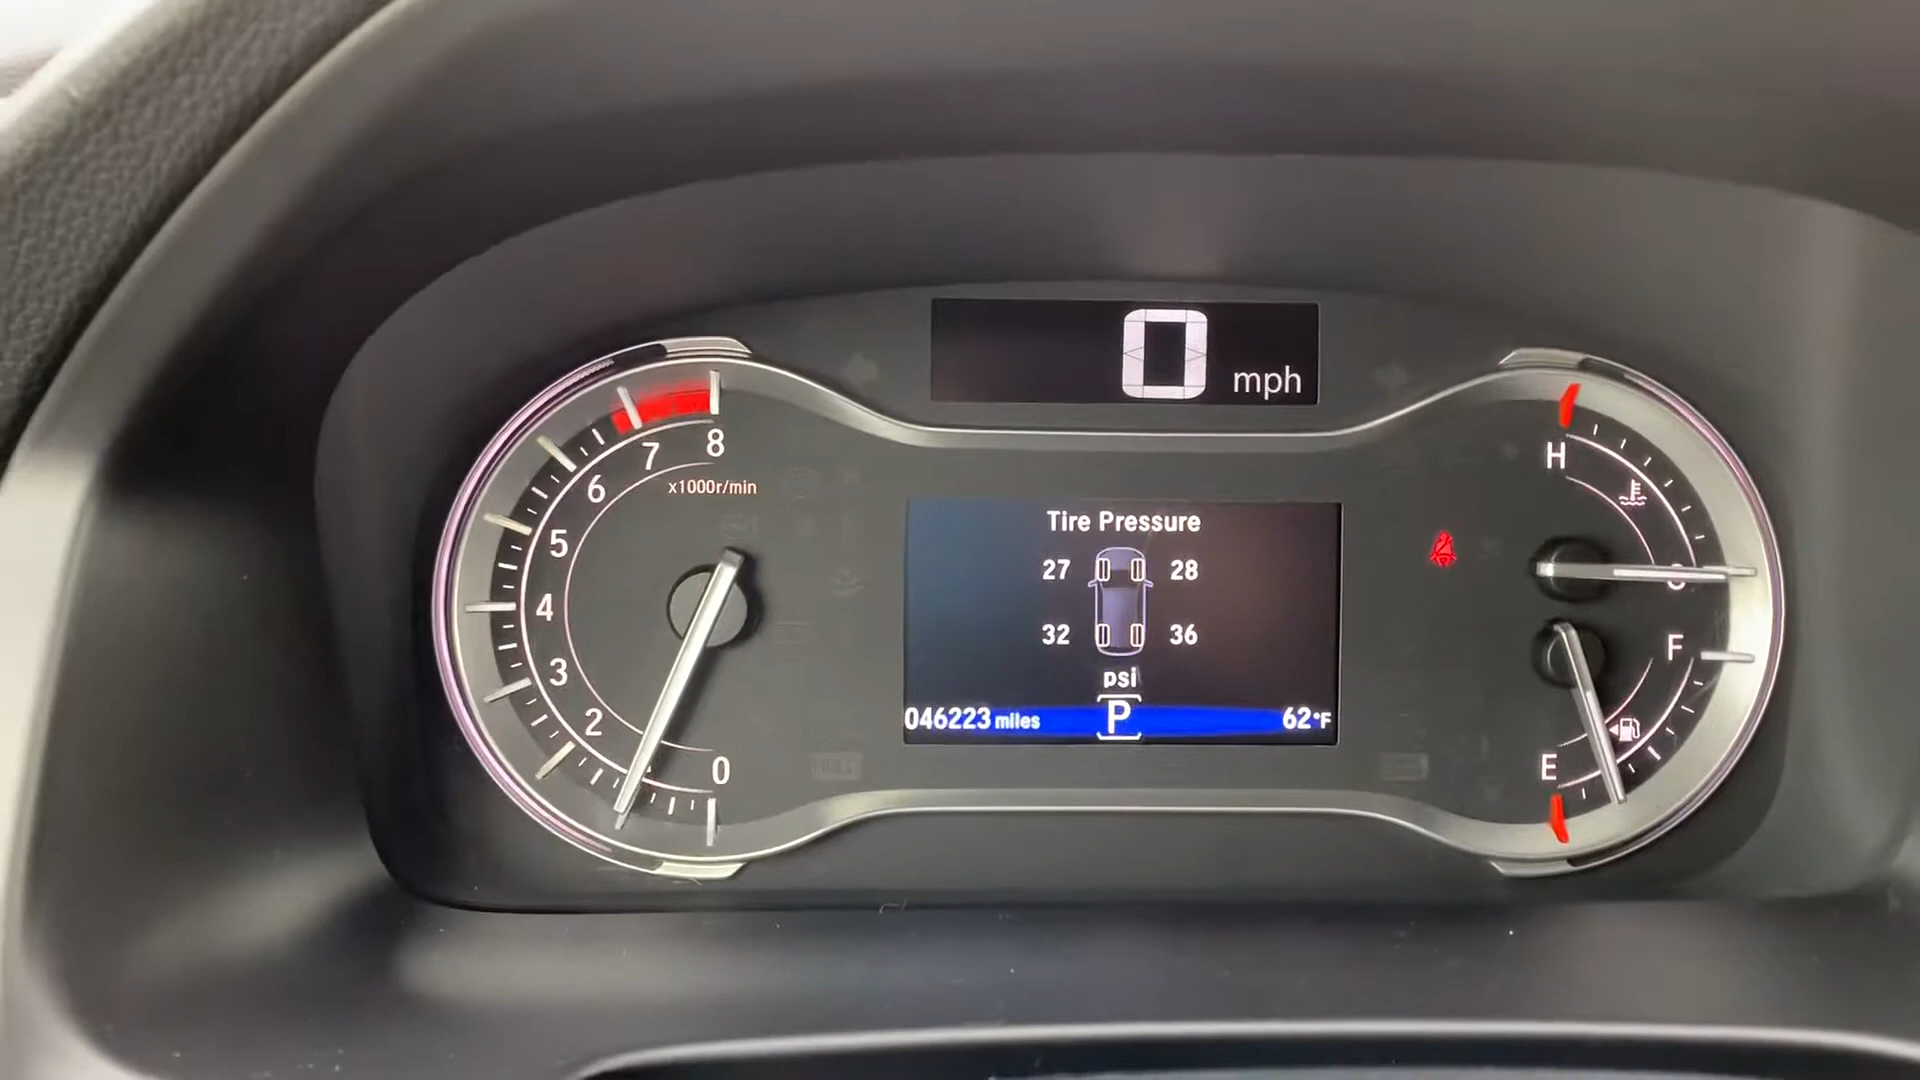 0 mph
8
7
6
5
4
3
2
0
x1000r/min
Tire Pressure
27 28
32 36
psi
046223 miles P 62°F
H
C
F
E